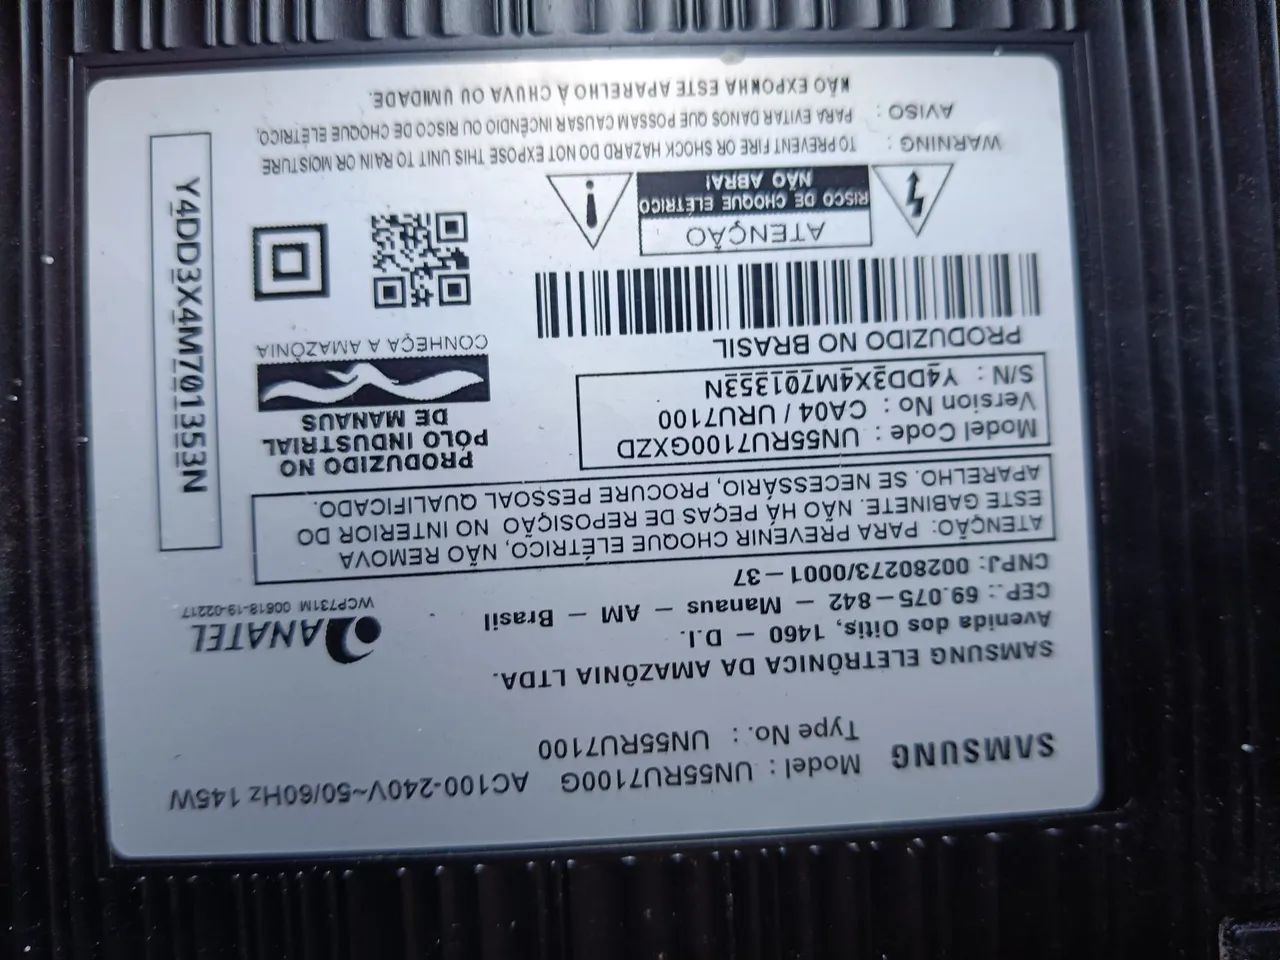 SAMSUNG
Model : UN55RU7100G AC100-240V~50/60Hz 145W
Type No. : UN55RU7100
SAMSUNG ELETRÔNICA DA AMAZÔNIA LTDA.
Avenida dos Oitis, 1460 – D.I.
CEP.: 69.075–842 – Manaus – AM – Brasil
CNPJ: 00280273/0001–37
ANATEL
WCP731M 00618-19-02217
ATENÇÃO: PARA PREVENIR CHOQUE ELÉTRICO, NÃO REMOVA
ESTE GABINETE. NÃO HÁ PEÇAS DE REPOSIÇÃO NO INTERIOR DO
APARELHO. SE NECESSÁRIO, PROCURE PESSOAL QUALIFICADO.
Model Code : UN55RU7100GXZD
Version No : CA04 / URU7100
S/N : Y4DD3X4M701353N
PRODUZIDO NO BRASIL
PRODUZIDO NO
PÓLO INDUSTRIAL
DE MANAUS
CONHEÇA A AMAZÔNIA
ATENÇÃO
RISCO DE CHOQUE ELÉTRICO
NÃO ABRA!
WARNING : TO PREVENT FIRE OR SHOCK HAZARD DO NOT EXPOSE THIS UNIT TO RAIN OR MOISTURE
AVISO : PARA EVITAR DANOS QUE POSSAM CAUSAR INCÊNDIO OU RISCO DE CHOQUE ELÉTRICO,
NÃO EXPONHA ESTE APARELHO À CHUVA OU UMIDADE.
Y4DD3X4M701353N